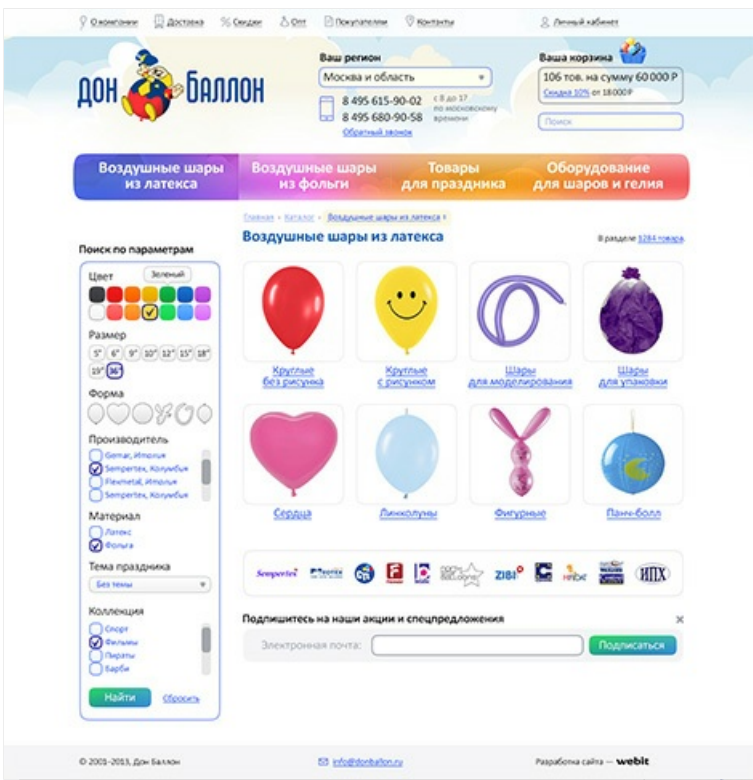 О компании Доставка Скидки Опт Покупателям Контакты Личный кабинет
ДОН БАЛЛОН
Ваш регион
Москва и область
8 495 615-90-02
8 495 680-90-58
с 8 до 17
по московскому
времени
Обратный звонок
Ваша корзина
106 тов. на сумму 60 000 Р
Скидка 10% от 18 000 Р
Поиск
Воздушные шары
из латекса
Воздушные шары
из фольги
Товары
для праздника
Оборудование
для шаров и гелия
Главная Каталог Воздушные шары из латекса
Воздушные шары из латекса
В разделе 3284 товара
Поиск по параметрам
Цвет
Зеленый
Размер
5" 6" 9" 10" 12" 15" 18"
19" 36"
Форма
Производитель
Gemar, Италия
Sempertex, Колумбия
Flexmetal, Италия
Sempertex, Колумбия
Материал
Латекс
Фольга
Тема праздника
Без темы
Коллекция
Спорт
Фильмы
Пираты
Барби
Найти Сбросить
Круглые
без рисунка
Круглые
с рисунком
Шары
для моделирования
Шары
для упаковки
Сердца
Линколуны
Фигурные
Панч-болл
Sempertex ZIBI ИПХ
Подпишитесь на наши акции и спецпредложения
Электронная почта:
Подписаться
© 2001–2013, Дон Баллон
info@donballon.ru
Разработка сайта — webit